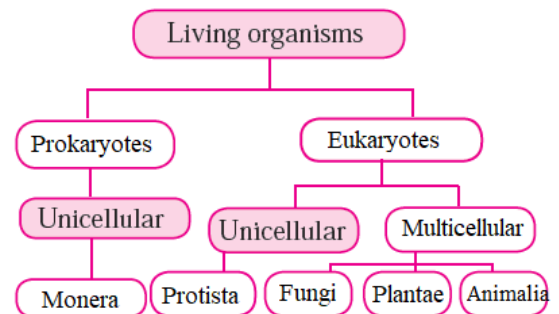 Living organisms
Prokaryotes
Eukaryotes
Unicellular
Unicellular
Multicellular
Monera
Protista
Fungi
Plantae
Animalia